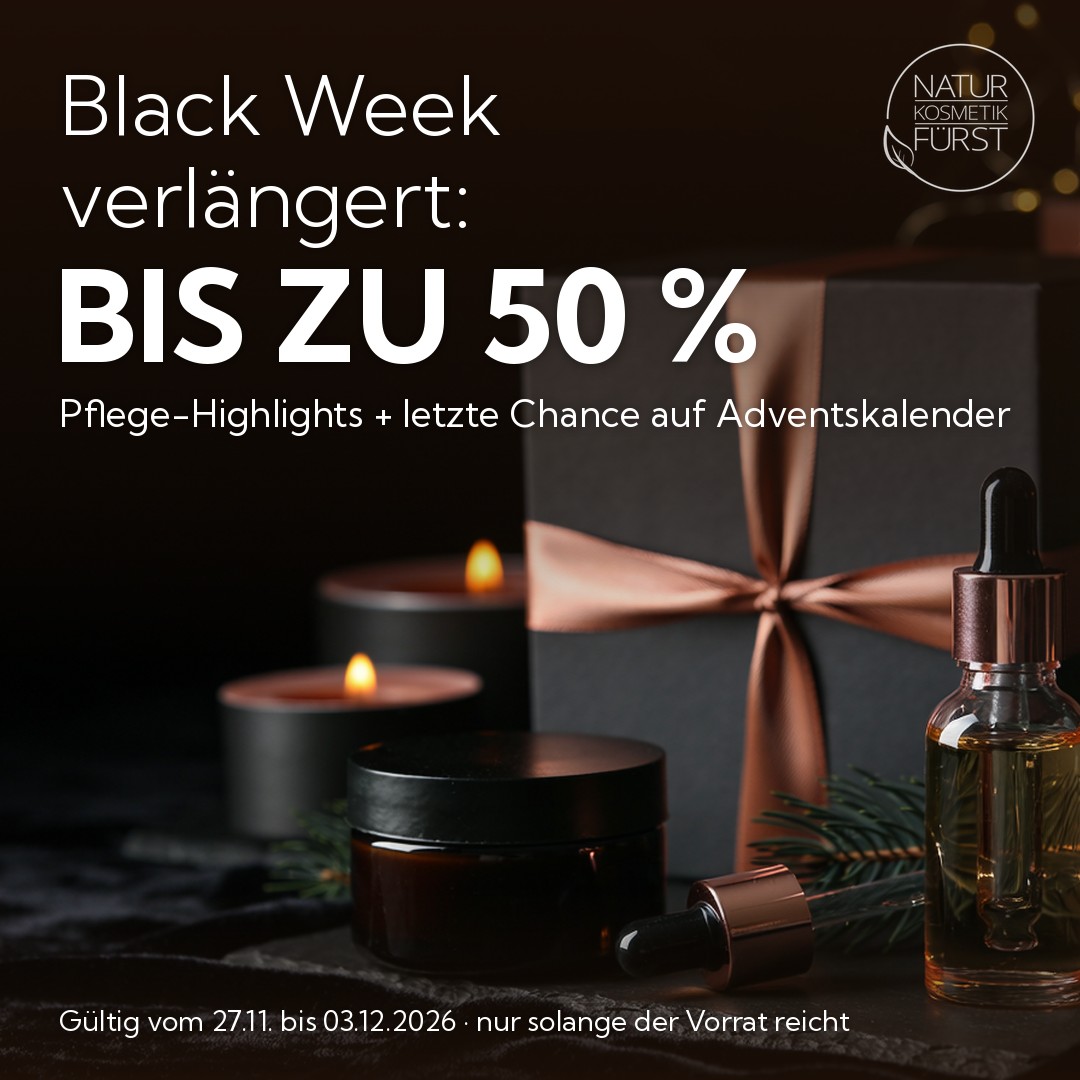 Black Week
verlängert:
BIS ZU 50 %
Pflege-Highlights + letzte Chance auf Adventskalender
NATUR
KOSMETIK
FÜRST
Gültig vom 27.11. bis 03.12.2026 · nur solange der Vorrat reicht